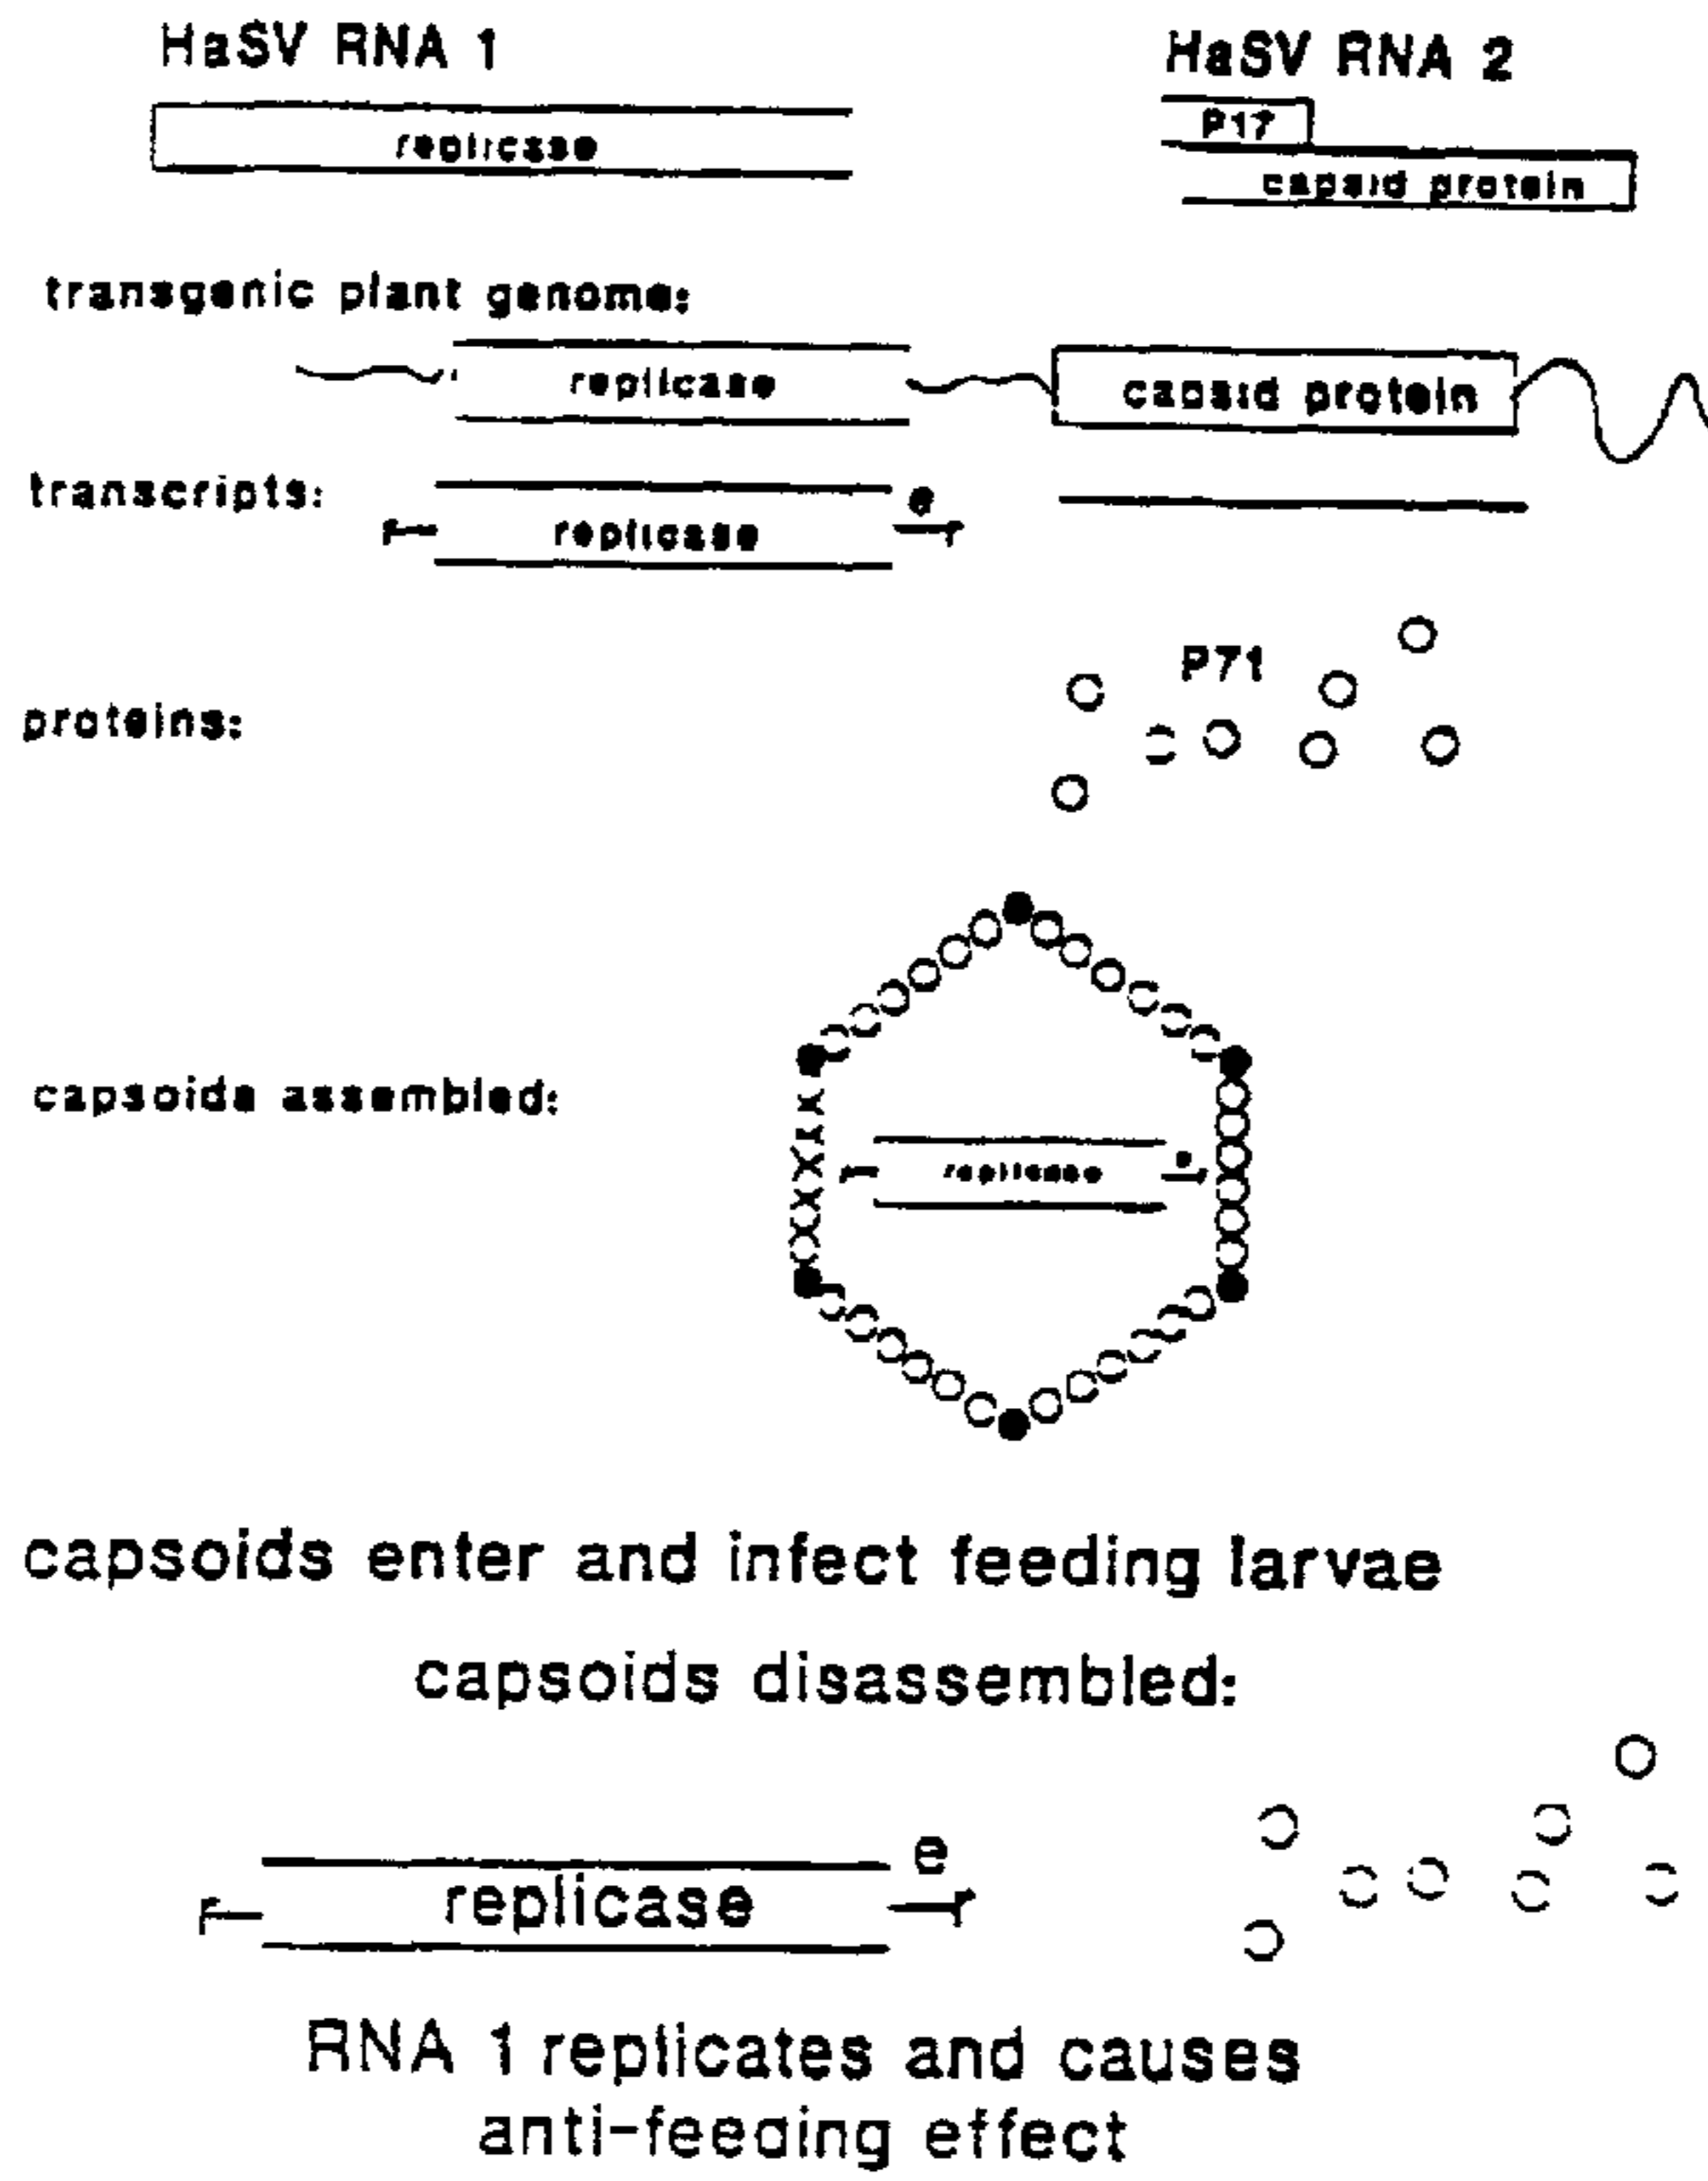 HaSV RNA 1
HaSV RNA 2
replicase
P17
capsid protein
transgenic plant genome:
replicase
capsid protein
transcripts:
replicase
e
P71
proteins:
capsoids assembled:
replicase
e
capsoids enter and infect feeding larvae
capsoids disassembled:
e
replicase
RNA 1 replicates and causes
anti-feeding effect